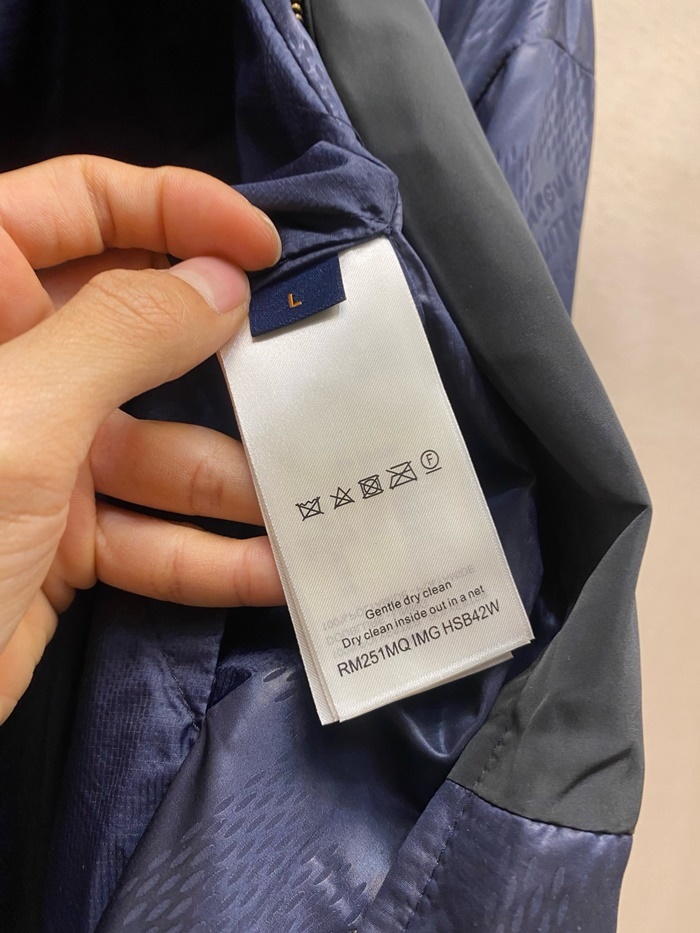 L
F
Gentle dry clean
Dry clean inside out in a net
RM251MQ IMG HSB42W